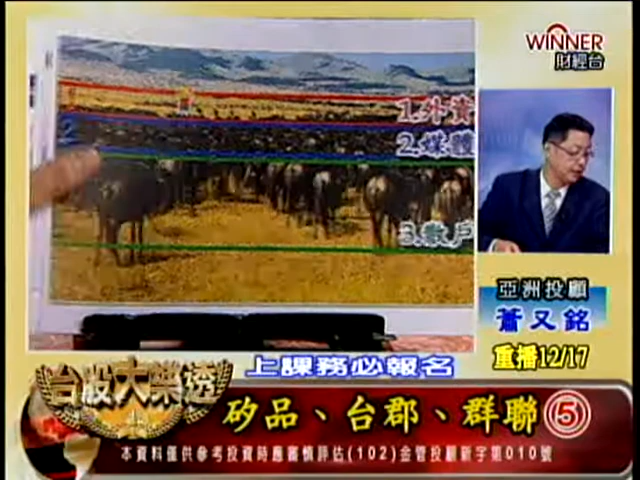 WINNER
財經台
1.外資
2.媒體
3.散戶
亞洲投顧
蕭又銘
重播12/17
上課務必報名
台股大樂透
矽品、台郡、群聯 5
本資料僅供參考投資時應審慎評估(102)金管投顧新字第010號